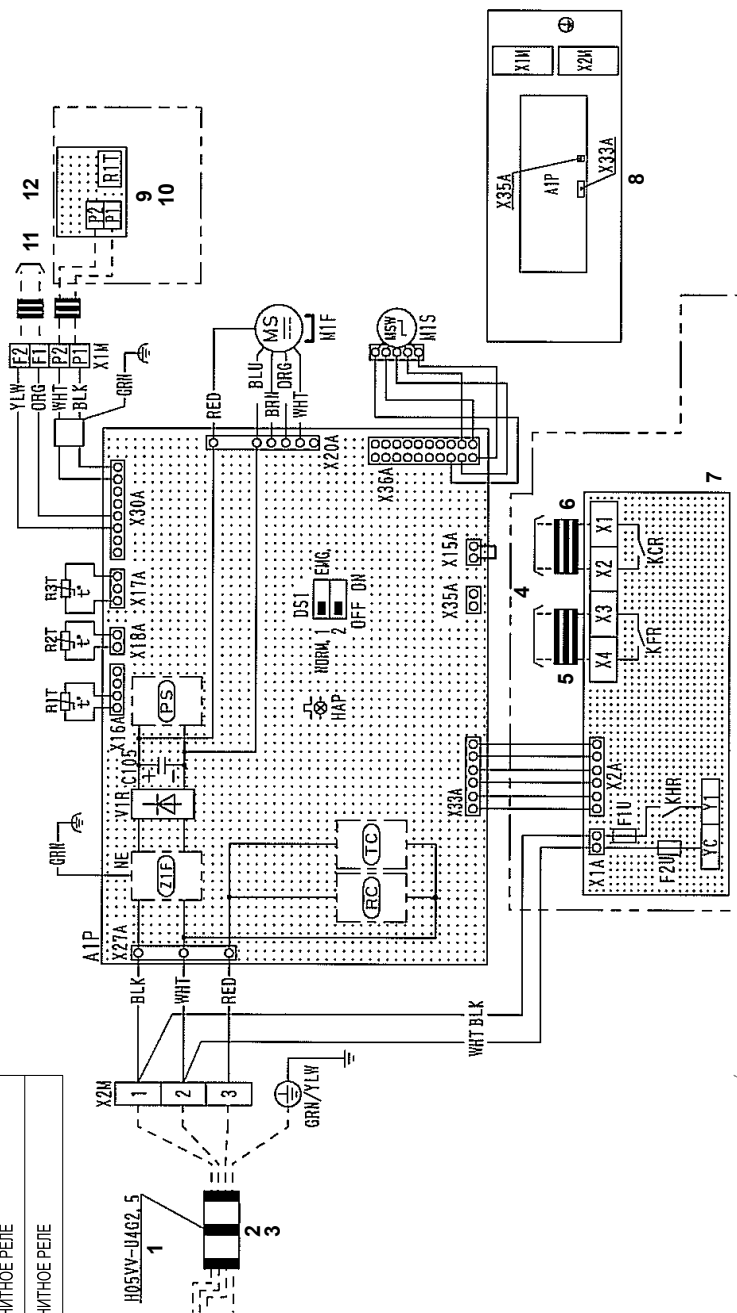 НИТНОЕ РЕЛЕ
НИТНОЕ РЕЛЕ
H05VV-U4G2,5
1
2
3
X2M
1
2
3
GRN/YLW
BLK
WHT
RED
WHT BLK
A1P
X27A
GRN
NE
Z1F
V1R
C105
+
-
PS
RC
TC
HAP
NORM.
EMG.
DS1
1
2
OFF
ON
R1T
t°
X16A
R2T
t°
X18A
R3T
t°
X17A
X30A
YLW
ORG
WHT
BLK
GRN
F2
F1
P2
P1
X1M
11
12
P2
P1
R1T
9
10
RED
BLU
BRN
ORG
WHT
X20A
MS
M1F
MSW
M1S
X36A
X35A
X15A
X33A
X1A
X2A
F1U
F2U
KHR
YC
Y1
4
5
6
X4
X3
X2
X1
KFR
KCR
7
X1M
X2M
X35A
A1P
X33A
8